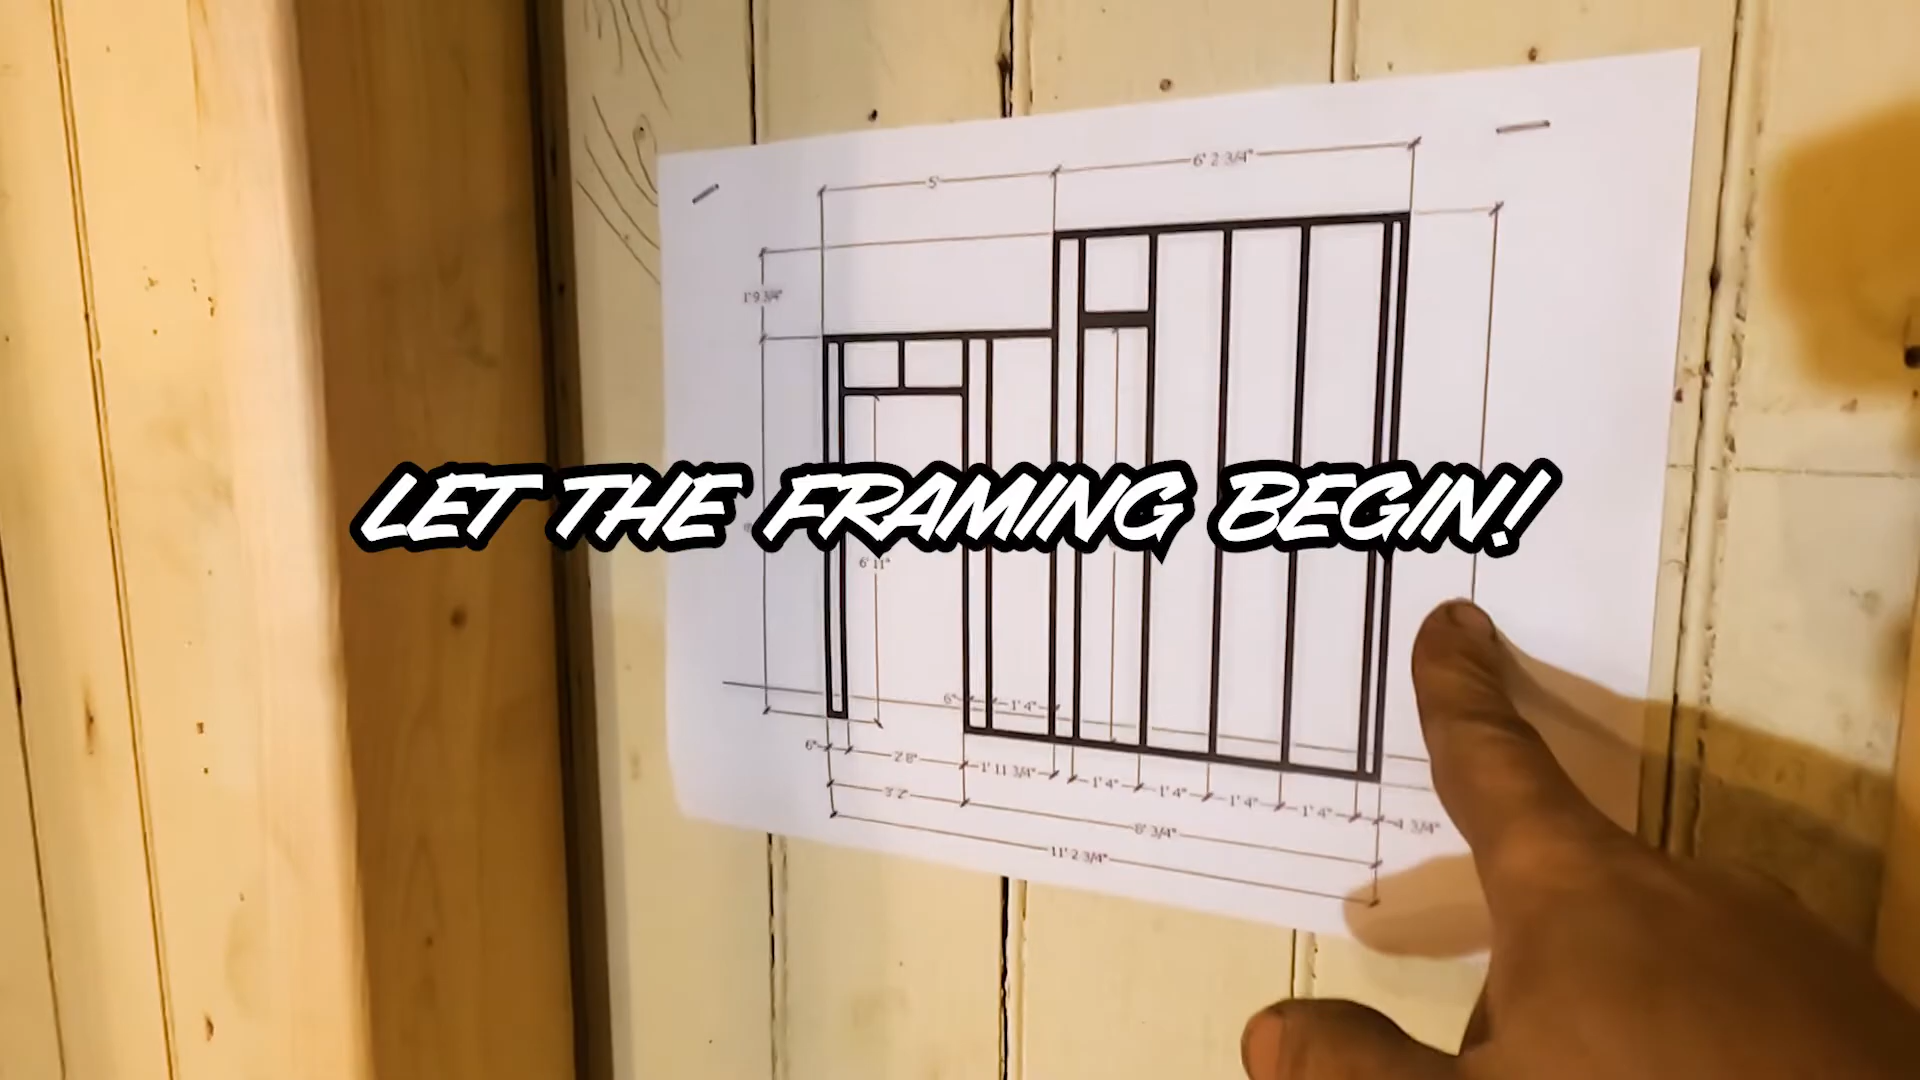 6' 2 3/4"
5'
1' 9 3/4"
LET THE FRAMING BEGIN!
6' 11"
6"
1' 4"
6"
2' 8"
1' 11 3/4"
1' 4"
1' 4"
1' 4"
1' 4"
3/4"
3' 2"
8' 3/4"
11' 2 3/4"